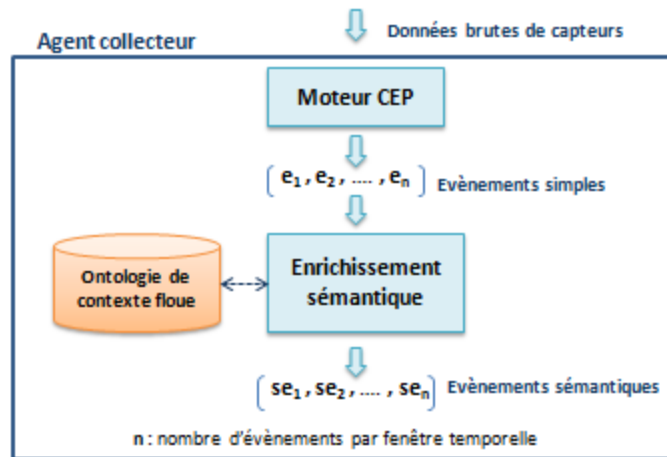 Données brutes de capteurs
Agent collecteur
Moteur CEP
[ e₁ , e₂ , .... , eₙ ] Evènements simples
Ontologie de
contexte floue
Enrichissement
sémantique
[ se₁ , se₂ , .... , seₙ ] Evènements sémantiques
n : nombre d'évènements par fenêtre temporelle